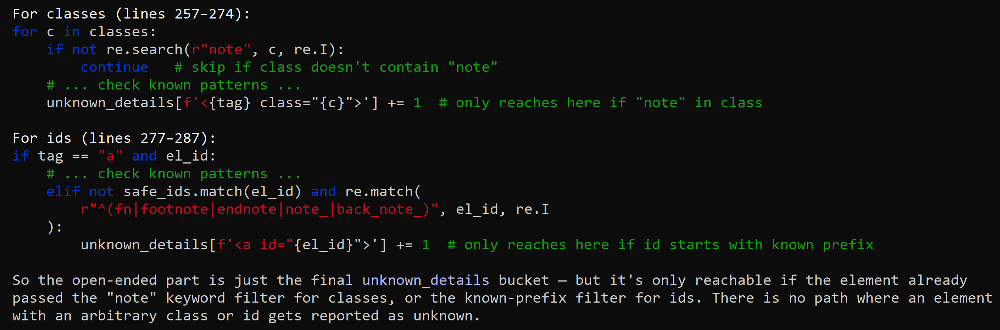 For classes (lines 257–274):
for c in classes:
    if not re.search(r"note", c, re.I):
        continue   # skip if class doesn't contain "note"
    # ... check known patterns ...
    unknown_details[f'<{tag} class="{c}">'] += 1  # only reaches here if "note" in class

For ids (lines 277–287):
if tag == "a" and el_id:
    # ... check known patterns ...
    elif not safe_ids.match(el_id) and re.match(
        r"^(fn|footnote|endnote|note_|back_note_)", el_id, re.I
    ):
        unknown_details[f'<a id="{el_id}">'] += 1  # only reaches here if id starts with known prefix

So the open-ended part is just the final unknown_details bucket — but it's only reachable if the element already
passed the "note" keyword filter for classes, or the known-prefix filter for ids. There is no path where an element
with an arbitrary class or id gets reported as unknown.